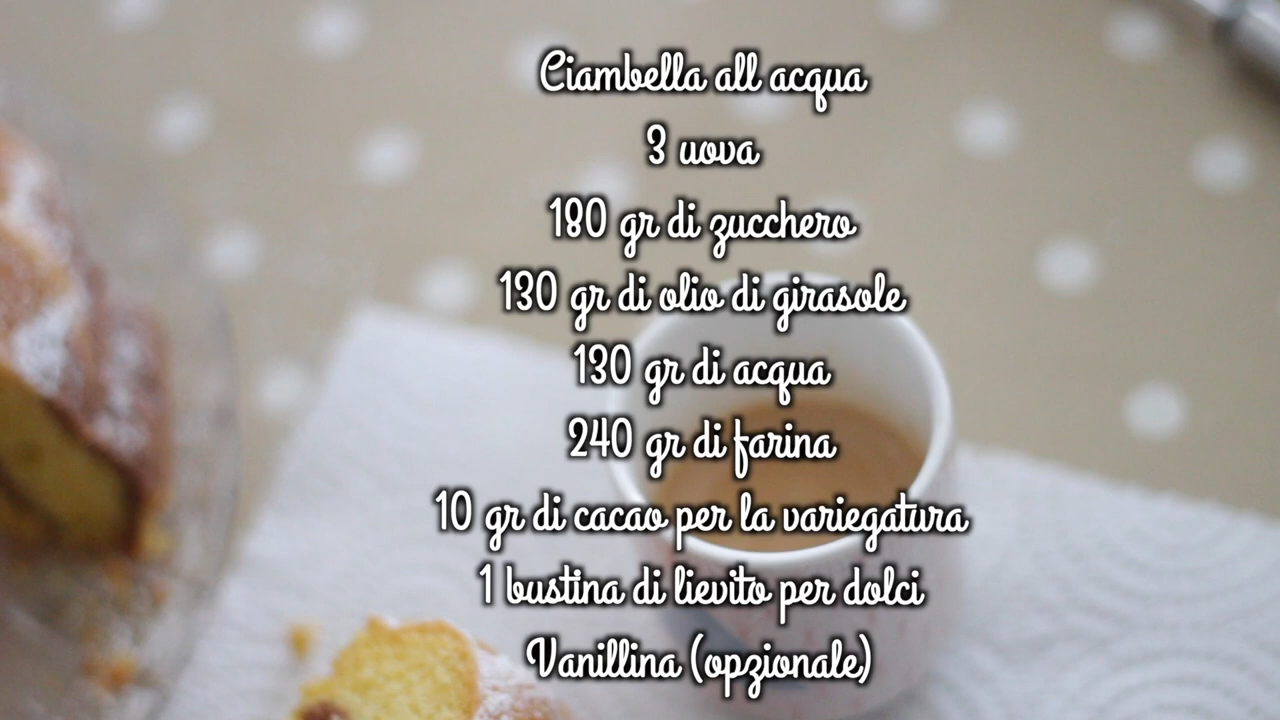 Ciambella all acqua
3 uova
180 gr di zucchero
130 gr di olio di girasole
130 gr di acqua
240 gr di farina
10 gr di cacao per la variegatura
1 bustina di lievito per dolci
Vanillina (opzionale)